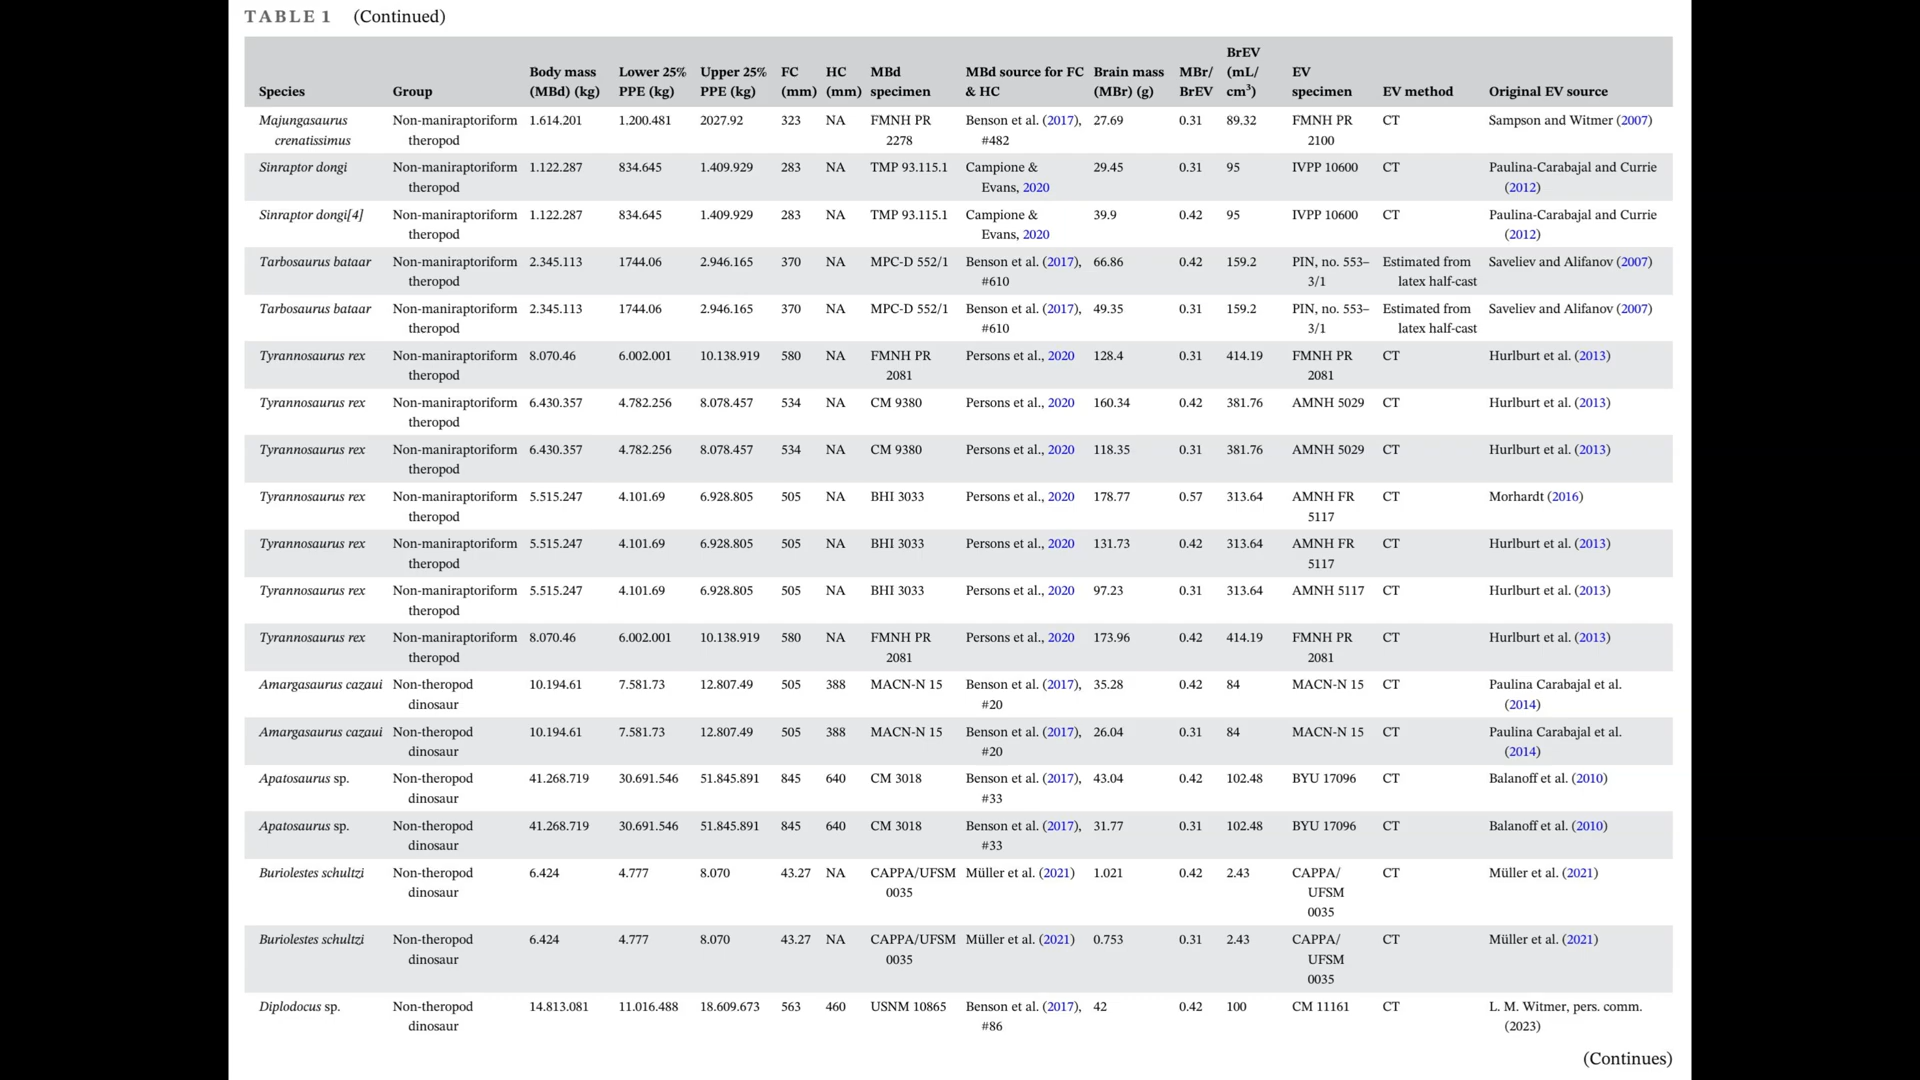 TABLE 1 (Continued)
Species Group Body mass (MBd) (kg) Lower 25% PPE (kg) Upper 25% PPE (kg) FC (mm) HC (mm) MBd specimen MBd source for FC & HC Brain mass (MBr) (g) MBr/ BrEV BrEV (mL/ cm³) EV specimen EV method Original EV source
Majungasaurus crenatissimus Non-maniraptoriform theropod 1.614.201 1.200.481 2027.92 323 NA FMNH PR 2278 Benson et al. (2017), #482 27.69 0.31 89.32 FMNH PR 2100 CT Sampson and Witmer (2007)
Sinraptor dongi Non-maniraptoriform theropod 1.122.287 834.645 1.409.929 283 NA TMP 93.115.1 Campione & Evans, 2020 29.45 0.31 95 IVPP 10600 CT Paulina-Carabajal and Currie (2012)
Sinraptor dongi[4] Non-maniraptoriform theropod 1.122.287 834.645 1.409.929 283 NA TMP 93.115.1 Campione & Evans, 2020 39.9 0.42 95 IVPP 10600 CT Paulina-Carabajal and Currie (2012)
Tarbosaurus bataar Non-maniraptoriform theropod 2.345.113 1744.06 2.946.165 370 NA MPC-D 552/1 Benson et al. (2017), #610 66.86 0.42 159.2 PIN, no. 553–3/1 Estimated from latex half-cast Saveliev and Alifanov (2007)
Tarbosaurus bataar Non-maniraptoriform theropod 2.345.113 1744.06 2.946.165 370 NA MPC-D 552/1 Benson et al. (2017), #610 49.35 0.31 159.2 PIN, no. 553–3/1 Estimated from latex half-cast Saveliev and Alifanov (2007)
Tyrannosaurus rex Non-maniraptoriform theropod 8.070.46 6.002.001 10.138.919 580 NA FMNH PR 2081 Persons et al., 2020 128.4 0.31 414.19 FMNH PR 2081 CT Hurlburt et al. (2013)
Tyrannosaurus rex Non-maniraptoriform theropod 6.430.357 4.782.256 8.078.457 534 NA CM 9380 Persons et al., 2020 160.34 0.42 381.76 AMNH 5029 CT Hurlburt et al. (2013)
Tyrannosaurus rex Non-maniraptoriform theropod 6.430.357 4.782.256 8.078.457 534 NA CM 9380 Persons et al., 2020 118.35 0.31 381.76 AMNH 5029 CT Hurlburt et al. (2013)
Tyrannosaurus rex Non-maniraptoriform theropod 5.515.247 4.101.69 6.928.805 505 NA BHI 3033 Persons et al., 2020 178.77 0.57 313.64 AMNH FR 5117 CT Morhardt (2016)
Tyrannosaurus rex Non-maniraptoriform theropod 5.515.247 4.101.69 6.928.805 505 NA BHI 3033 Persons et al., 2020 131.73 0.42 313.64 AMNH FR 5117 CT Hurlburt et al. (2013)
Tyrannosaurus rex Non-maniraptoriform theropod 5.515.247 4.101.69 6.928.805 505 NA BHI 3033 Persons et al., 2020 97.23 0.31 313.64 AMNH 5117 CT Hurlburt et al. (2013)
Tyrannosaurus rex Non-maniraptoriform theropod 8.070.46 6.002.001 10.138.919 580 NA FMNH PR 2081 Persons et al., 2020 173.96 0.42 414.19 FMNH PR 2081 CT Hurlburt et al. (2013)
Amargasaurus cazaui Non-theropod dinosaur 10.194.61 7.581.73 12.807.49 505 388 MACN-N 15 Benson et al. (2017), #20 35.28 0.42 84 MACN-N 15 CT Paulina Carabajal et al. (2014)
Amargasaurus cazaui Non-theropod dinosaur 10.194.61 7.581.73 12.807.49 505 388 MACN-N 15 Benson et al. (2017), #20 26.04 0.31 84 MACN-N 15 CT Paulina Carabajal et al. (2014)
Apatosaurus sp. Non-theropod dinosaur 41.268.719 30.691.546 51.845.891 845 640 CM 3018 Benson et al. (2017), #33 43.04 0.42 102.48 BYU 17096 CT Balanoff et al. (2010)
Apatosaurus sp. Non-theropod dinosaur 41.268.719 30.691.546 51.845.891 845 640 CM 3018 Benson et al. (2017), #33 31.77 0.31 102.48 BYU 17096 CT Balanoff et al. (2010)
Buriolestes schultzi Non-theropod dinosaur 6.424 4.777 8.070 43.27 NA CAPPA/UFSM 0035 Müller et al. (2021) 1.021 0.42 2.43 CAPPA/ UFSM 0035 CT Müller et al. (2021)
Buriolestes schultzi Non-theropod dinosaur 6.424 4.777 8.070 43.27 NA CAPPA/UFSM 0035 Müller et al. (2021) 0.753 0.31 2.43 CAPPA/ UFSM 0035 CT Müller et al. (2021)
Diplodocus sp. Non-theropod dinosaur 14.813.081 11.016.488 18.609.673 563 460 USNM 10865 Benson et al. (2017), #86 42 0.42 100 CM 11161 CT L. M. Witmer, pers. comm. (2023)
(Continues)